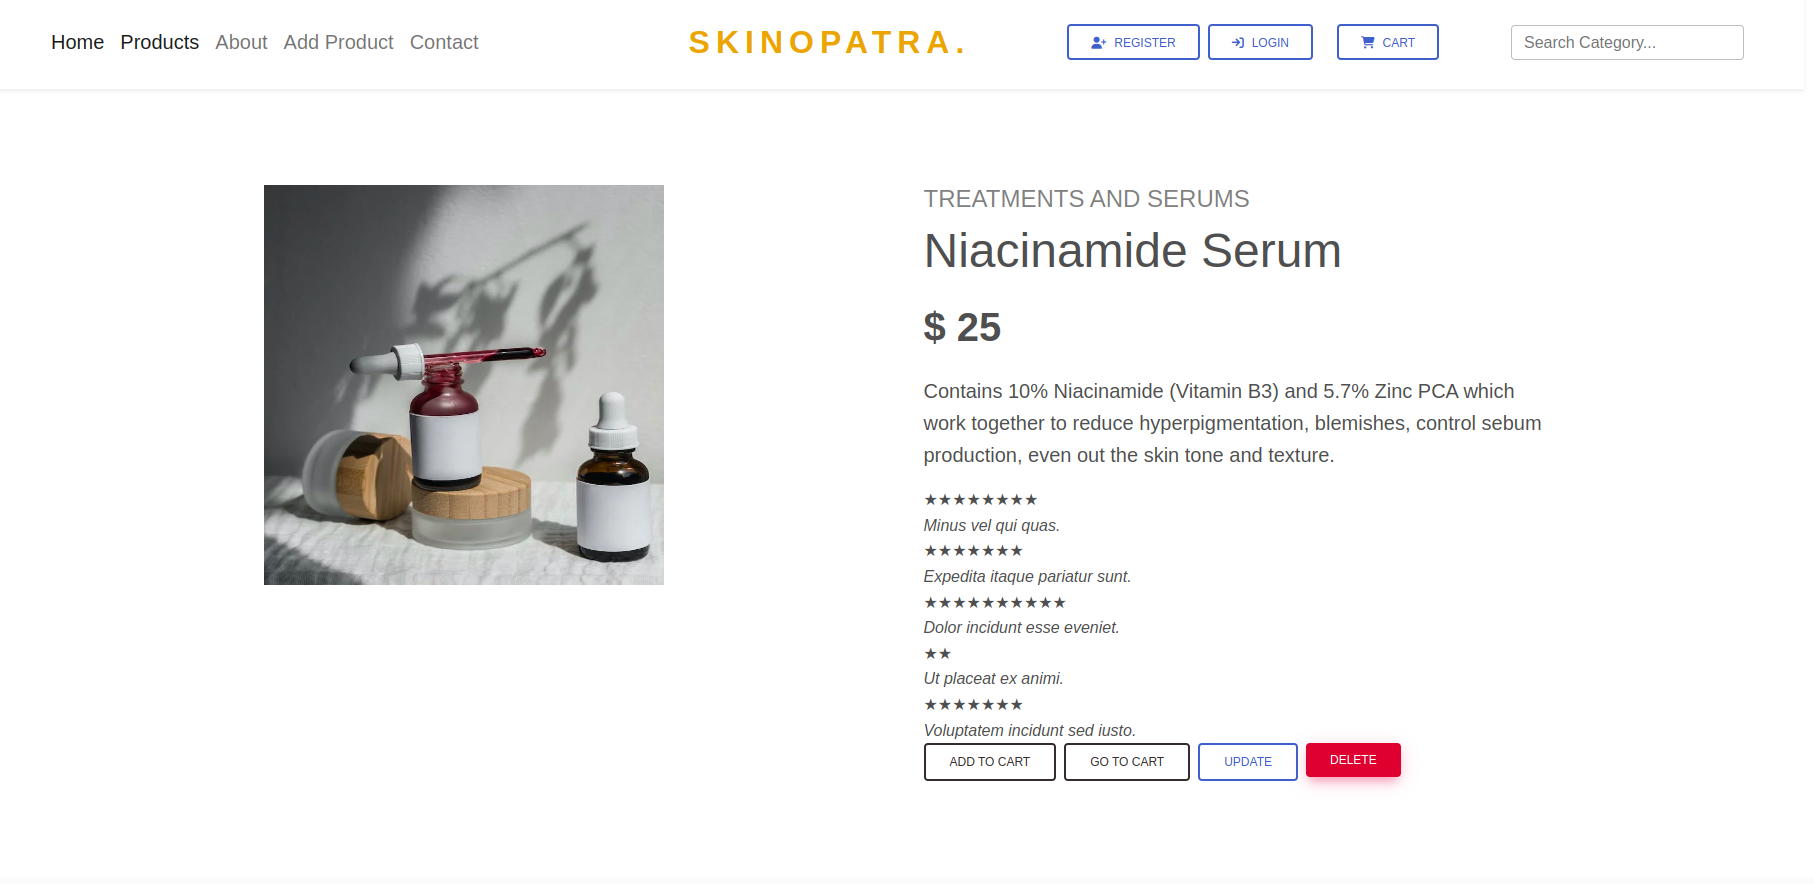 Home Products About Add Product Contact SKINOPATRA. REGISTER LOGIN CART Search Category...
TREATMENTS AND SERUMS
Niacinamide Serum
$ 25
Contains 10% Niacinamide (Vitamin B3) and 5.7% Zinc PCA which
work together to reduce hyperpigmentation, blemishes, control sebum
production, even out the skin tone and texture.
★★★★★★★★
Minus vel qui quas.
★★★★★★★
Expedita itaque pariatur sunt.
★★★★★★★★★★
Dolor incidunt esse eveniet.
★★
Ut placeat ex animi.
★★★★★★★
Voluptatem incidunt sed iusto.
ADD TO CART GO TO CART UPDATE DELETE